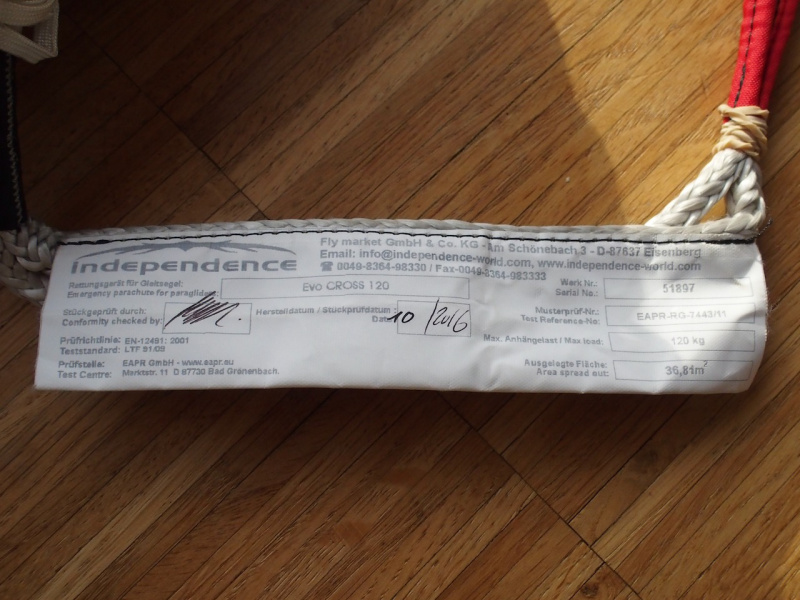 independence
Fly market GmbH & Co. KG - Am Schönebach 3 - D-87637 Eisenberg
Email: info@independence-world.com, www.independence-world.com
☎ 0049-8364-98330 / Fax-0049-8364-983333
Rettungsgerät für Gleitsegel:
Emergency parachute for paraglider:
Evo CROSS 120
Werk Nr.:
Serial No.:
51897
Stückgeprüft durch:
Conformity checked by:
Herstelldatum / Stückprüfdatum :
Date
10/2016
Musterprüf-Nr.:
Test Reference-No:
EAPR-RG-7443/11
Prüfrichtlinie: EN-12491: 2001
Teststandard: LTF 91/09
Max. Anhängelast / Max load:
120 kg
Prüfstelle: EAPR GmbH - www.eapr.eu
Test Centre: Marktstr. 11 D 87730 Bad Grönenbach.
Ausgelegte Fläche:
Area spread out:
36,81m²